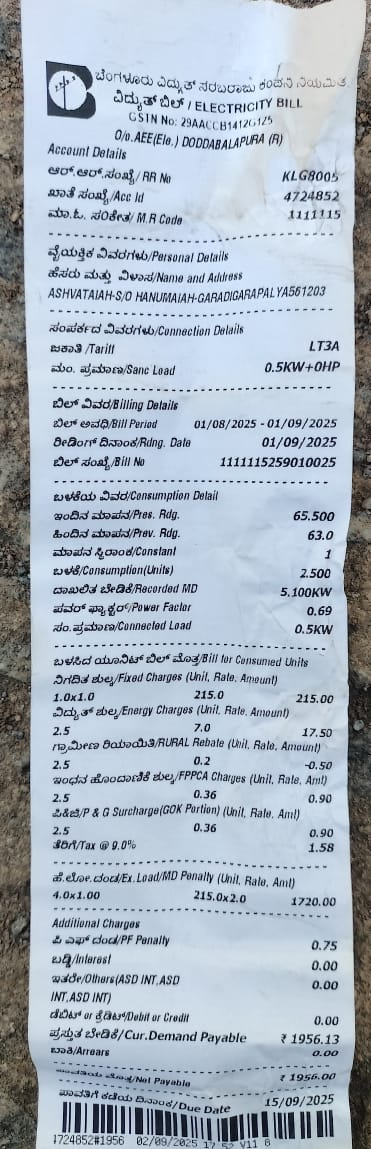 ಬೆಂಗಳೂರು ವಿದ್ಯುತ್ ಸರಬರಾಜು ಕಂಪನಿ ನಿಯಮಿತ
ವಿದ್ಯುತ್ ಬಿಲ್ / ELECTRICITY BILL
GSTIN No: 29AACCB1412G1Z5
O/o.AEE(Ele.) DODDABALAPURA (R)
Account Details
ಆರ್.ಆರ್.ಸಂಖ್ಯೆ/RR No KLG8005
ಖಾತೆ ಸಂಖ್ಯೆ/Acc Id 4724852
ಮಾ.ಓ. ಸಂಕೇತ/ M.R Code 1111115
ವೈಯಕ್ತಿಕ ವಿವರಗಳು/Personal Details
ಹೆಸರು ಮತ್ತು ವಿಳಾಸ/Name and Address
ASHVATAIAH-S/O HANUMAIAH-GARADIGARAPALYA561203
ಸಂಪರ್ಕದ ವಿವರಗಳು/Connection Details
ಜಕಾತಿ /Tariff LT3A
ಮಂ. ಪ್ರಮಾಣ/Sanc Load 0.5KW+0HP
ಬಿಲ್ ವಿವರ/Billing Details
ಬಿಲ್ ಅವಧಿ/Bill Period 01/08/2025 - 01/09/2025
ರೀಡಿಂಗ್ ದಿನಾಂಕ/Rdng. Date 01/09/2025
ಬಿಲ್ ಸಂಖ್ಯೆ/Bill No 1111115259010025
ಬಳಕೆಯ ವಿವರ/Consumption Detail
ಇಂದಿನ ಮಾಪನ/Pres. Rdg. 65.500
ಹಿಂದಿನ ಮಾಪನ/Prev. Rdg. 63.0
ಮಾಪನ ಸ್ಥಿರಾಂಕ/Constant 1
ಬಳಕೆ/Consumption(Units) 2.500
ದಾಖಲಿತ ಬೇಡಿಕೆ/Recorded MD 5.100KW
ಪವರ್ ಫ್ಯಾಕ್ಟರ್/Power Factor 0.69
ಸಂ.ಪ್ರಮಾಣ/Connected Load 0.5KW
ಬಳಸಿದ ಯೂನಿಟ್ ಬಿಲ್ ಮೊತ್ತ/Bill for Consumed Units
ನಿಗದಿತ ಶುಲ್ಕ/Fixed Charges (Unit, Rate, Amount)
1.0x1.0 215.0 215.00
ವಿದ್ಯುತ್ ಶುಲ್ಕ/Energy Charges (Unit, Rate, Amount)
2.5 7.0 17.50
ಗ್ರಾಮೀಣ ರಿಯಾಯಿತಿ/RURAL Rebate (Unit, Rate, Amount)
2.5 0.2 -0.50
ಇಂಧನ ಹೊಂದಾಣಿಕೆ ಶುಲ್ಕ/FPPCA Charges (Unit, Rate, Amt)
2.5 0.36 0.90
ಪಿ&ಜಿ/P & G Surcharge(GOK Portion) (Unit, Rate, Amt)
2.5 0.36 0.90
ತೆರಿಗೆ/Tax @ 9.0% 1.58
ಹೆ.ಲೋ.ದಂಡ/Ex.Load/MD Penalty (Unit, Rate, Amt)
4.0x1.00 215.0x2.0 1720.00
Additional Charges
ಪಿ ಎಫ್ ದಂಡ/PF Penalty 0.75
ಬಡ್ಡಿ/Interest 0.00
ಇತರೇ/Others(ASD INT,ASD 0.00
INT,ASD INT)
ಡೆಬಿಟ್ or ಕ್ರೆಡಿಟ್/Debit or Credit 0.00
ಪ್ರಸ್ತುತ ಬೇಡಿಕೆ/Cur.Demand Payable ₹ 1956.13
ಬಾಕಿ/Arrears 0.00
ಪಾವತಿಯ ಮೊತ್ತ/Net Payable ₹ 1956.00
ಪಾವತಿಗೆ ಕಡೆಯ ದಿನಾಂಕ/Due Date 15/09/2025
4724852#1956 02/09/2025 17 52 V11 8